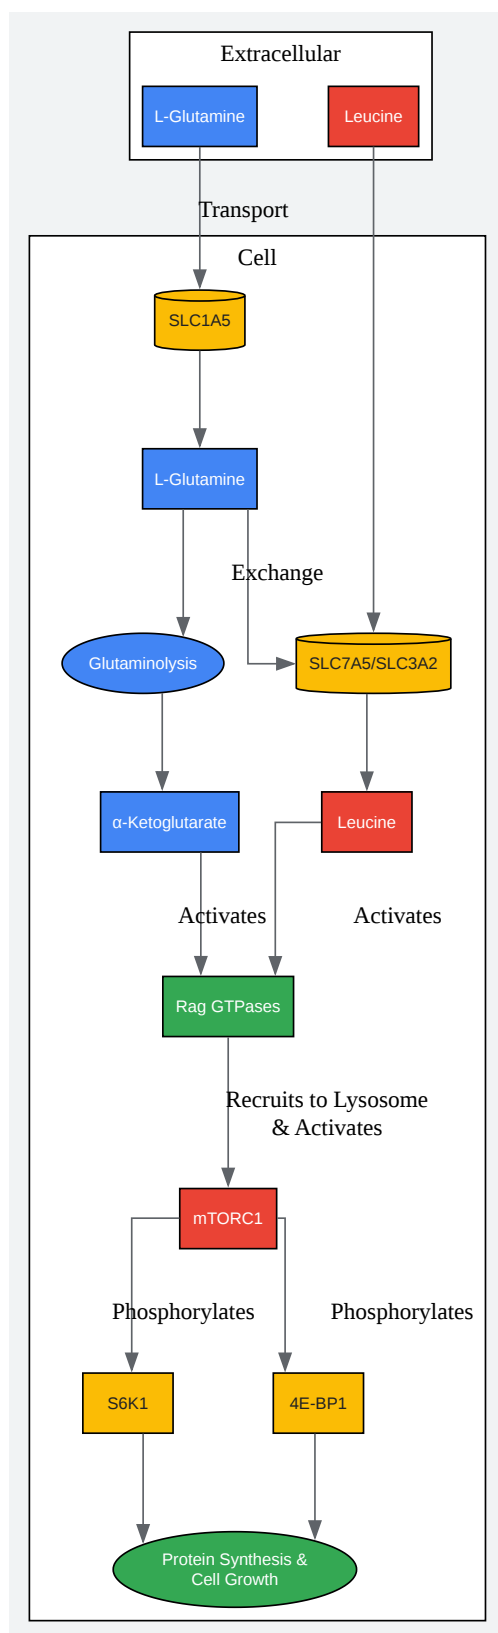 Extracellular
L-Glutamine
Leucine
Transport
Cell
SLC1A5
L-Glutamine
Exchange
Glutaminolysis
SLC7A5/SLC3A2
α-Ketoglutarate
Leucine
Activates
Activates
Rag GTPases
Recruits to Lysosome
& Activates
mTORC1
Phosphorylates
Phosphorylates
S6K1
4E-BP1
Protein Synthesis &
Cell Growth